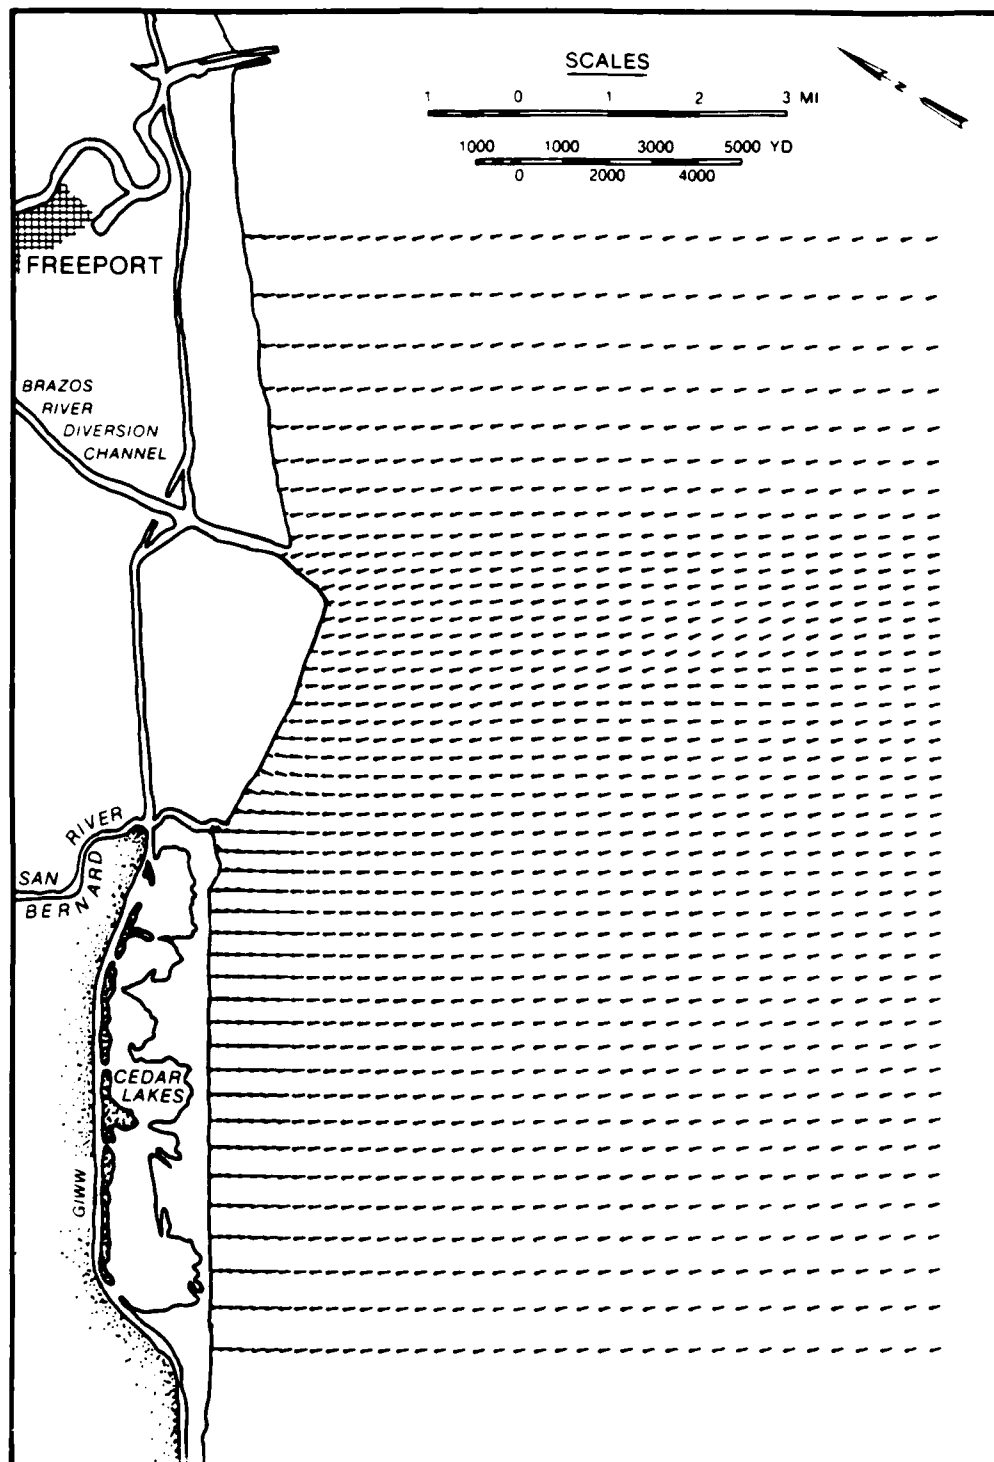 SCALES
1 0 1 2 3 MI
1000 1000 3000 5000 YD
0 2000 4000
N
FREEPORT
BRAZOS
RIVER
DIVERSION
CHANNEL
SAN
BERNARD
RIVER
CEDAR
LAKES
GIWW